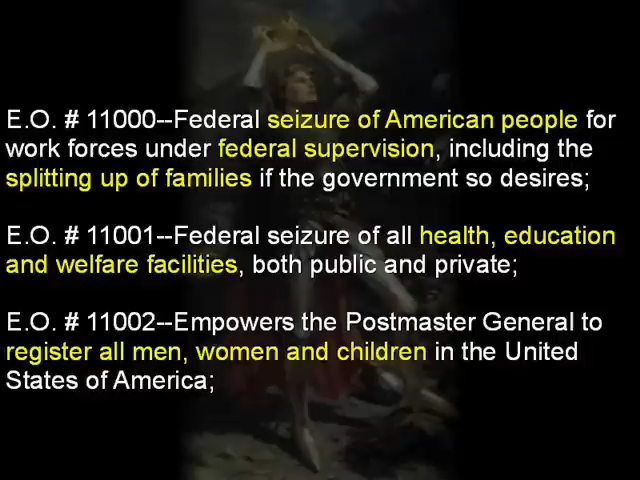 E.O. # 11000--Federal seizure of American people for
work forces under federal supervision, including the
splitting up of families if the government so desires;
E.O. # 11001--Federal seizure of all health, education
and welfare facilities, both public and private;
E.O. # 11002--Empowers the Postmaster General to
register all men, women and children in the United
States of America;